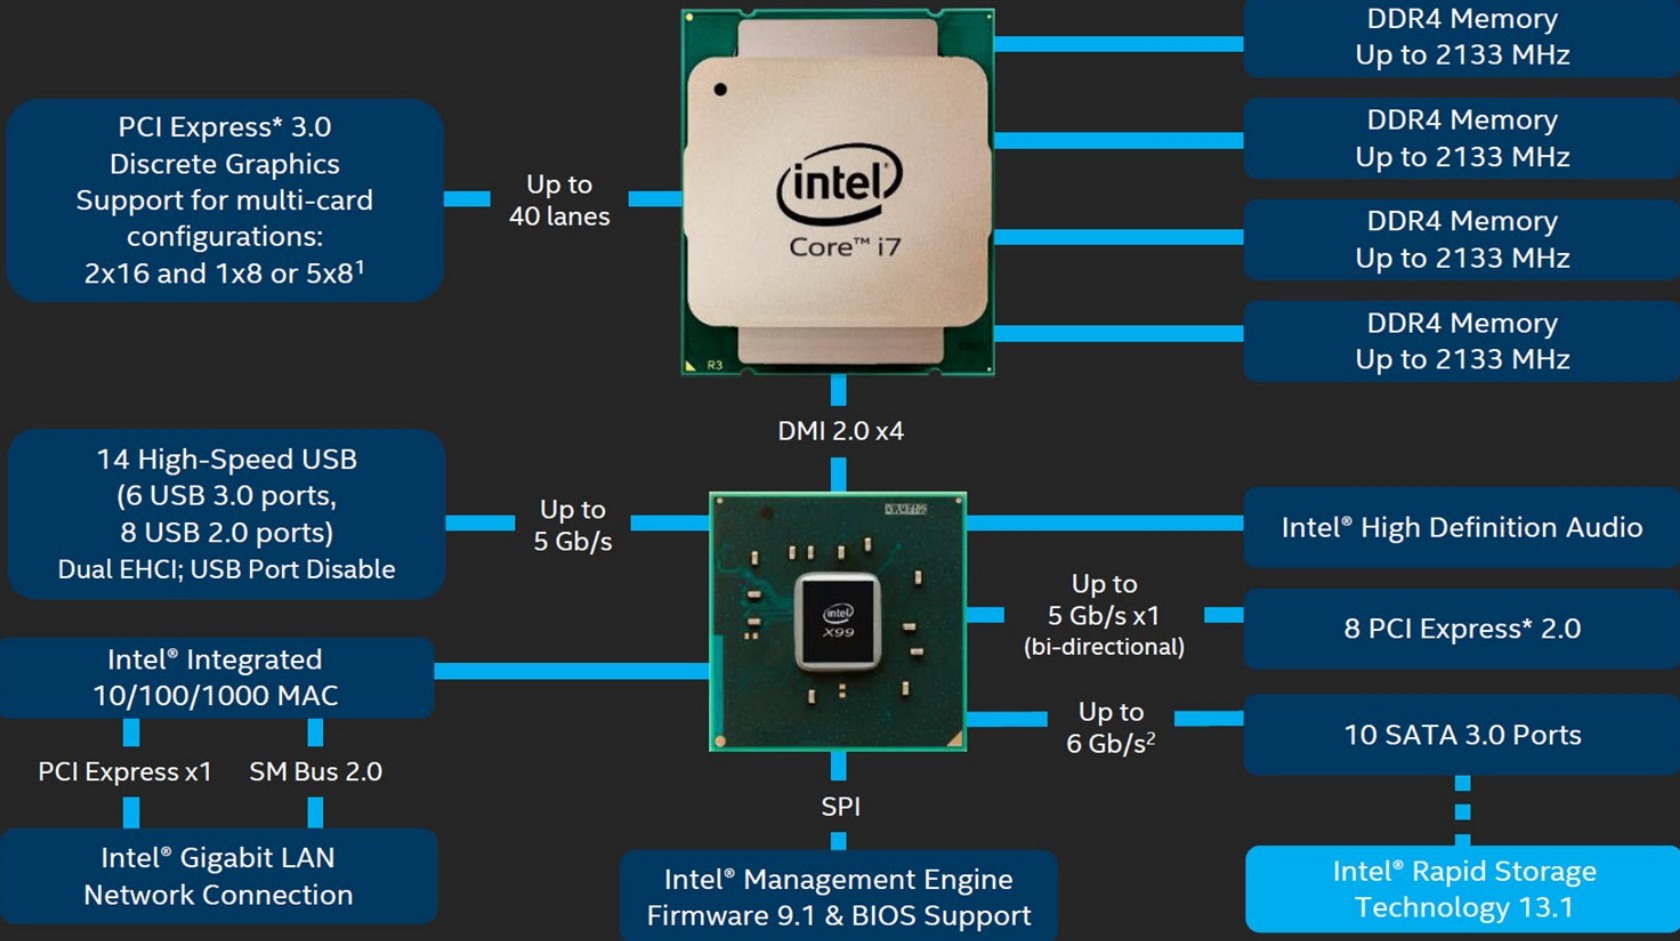 DDR4 Memory
Up to 2133 MHz
PCI Express* 3.0
Discrete Graphics
Support for multi-card
configurations:
2x16 and 1x8 or 5x8¹
Up to
40 lanes
intel®
Core™ i7
R3
DDR4 Memory
Up to 2133 MHz
DDR4 Memory
Up to 2133 MHz
DDR4 Memory
Up to 2133 MHz
DMI 2.0 x4
14 High-Speed USB
(6 USB 3.0 ports,
8 USB 2.0 ports)
Dual EHCI; USB Port Disable
Up to
5 Gb/s
intel
X99
Intel® High Definition Audio
Up to
5 Gb/s x1
(bi-directional)
8 PCI Express* 2.0
Intel® Integrated
10/100/1000 MAC
Up to
6 Gb/s²
10 SATA 3.0 Ports
PCI Express x1
SM Bus 2.0
SPI
Intel® Gigabit LAN
Network Connection
Intel® Management Engine
Firmware 9.1 & BIOS Support
Intel® Rapid Storage
Technology 13.1